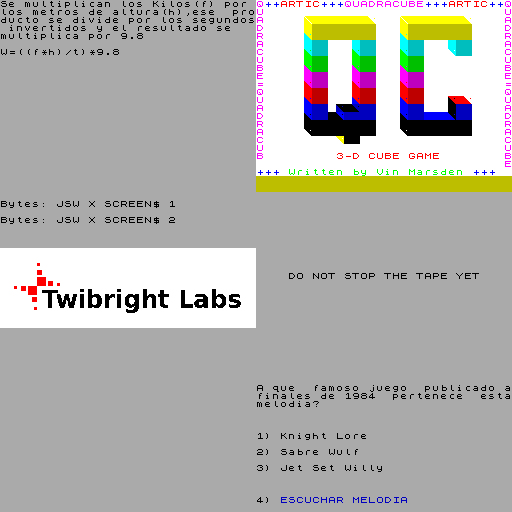 Se multiplican los Kilos(f) por
los metros de altura(h),ese pro
ducto se divide por los segundos
invertidos y el resultado se
multiplica por 9.8
W=((f*h)/t)*9.8
Q+++ARTIC+++QUADRACUBE+++ARTIC++Q
QUADRACUBE=QUADRACUB
QUADRACUBE=QUADRACUBE
QC
3-D CUBE GAME
+++ Written by Vin Marsden +++
Bytes: JSW X SCREEN$ 1
Bytes: JSW X SCREEN$ 2
Twibright Labs
DO NOT STOP THE TAPE YET
A que famoso juego publicado a
finales de 1984 pertenece esta
melodia?
1) Knight Lore
2) Sabre Wulf
3) Jet Set Willy
4) ESCUCHAR MELODIA